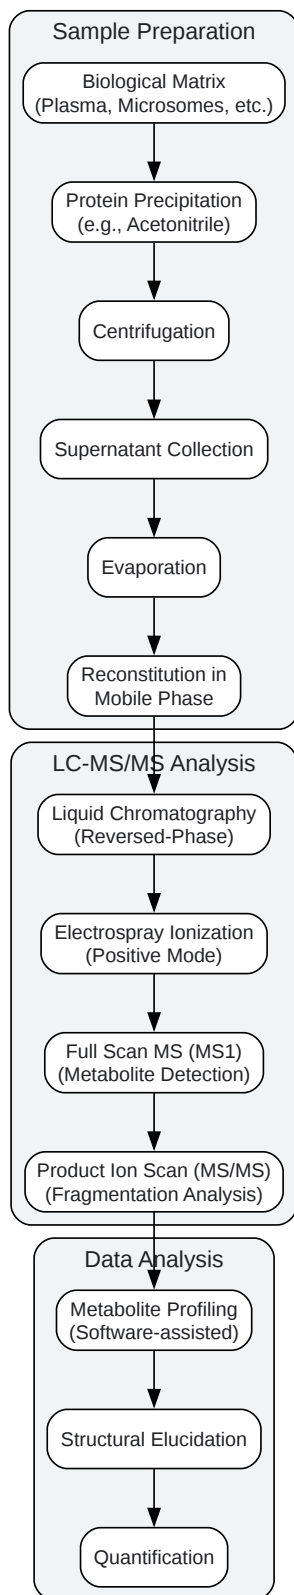 Sample Preparation
Biological Matrix
(Plasma, Microsomes, etc.)
Protein Precipitation
(e.g., Acetonitrile)
Centrifugation
Supernatant Collection
Evaporation
Reconstitution in
Mobile Phase
LC-MS/MS Analysis
Liquid Chromatography
(Reversed-Phase)
Electrospray Ionization
(Positive Mode)
Full Scan MS (MS1)
(Metabolite Detection)
Product Ion Scan (MS/MS)
(Fragmentation Analysis)
Data Analysis
Metabolite Profiling
(Software-assisted)
Structural Elucidation
Quantification